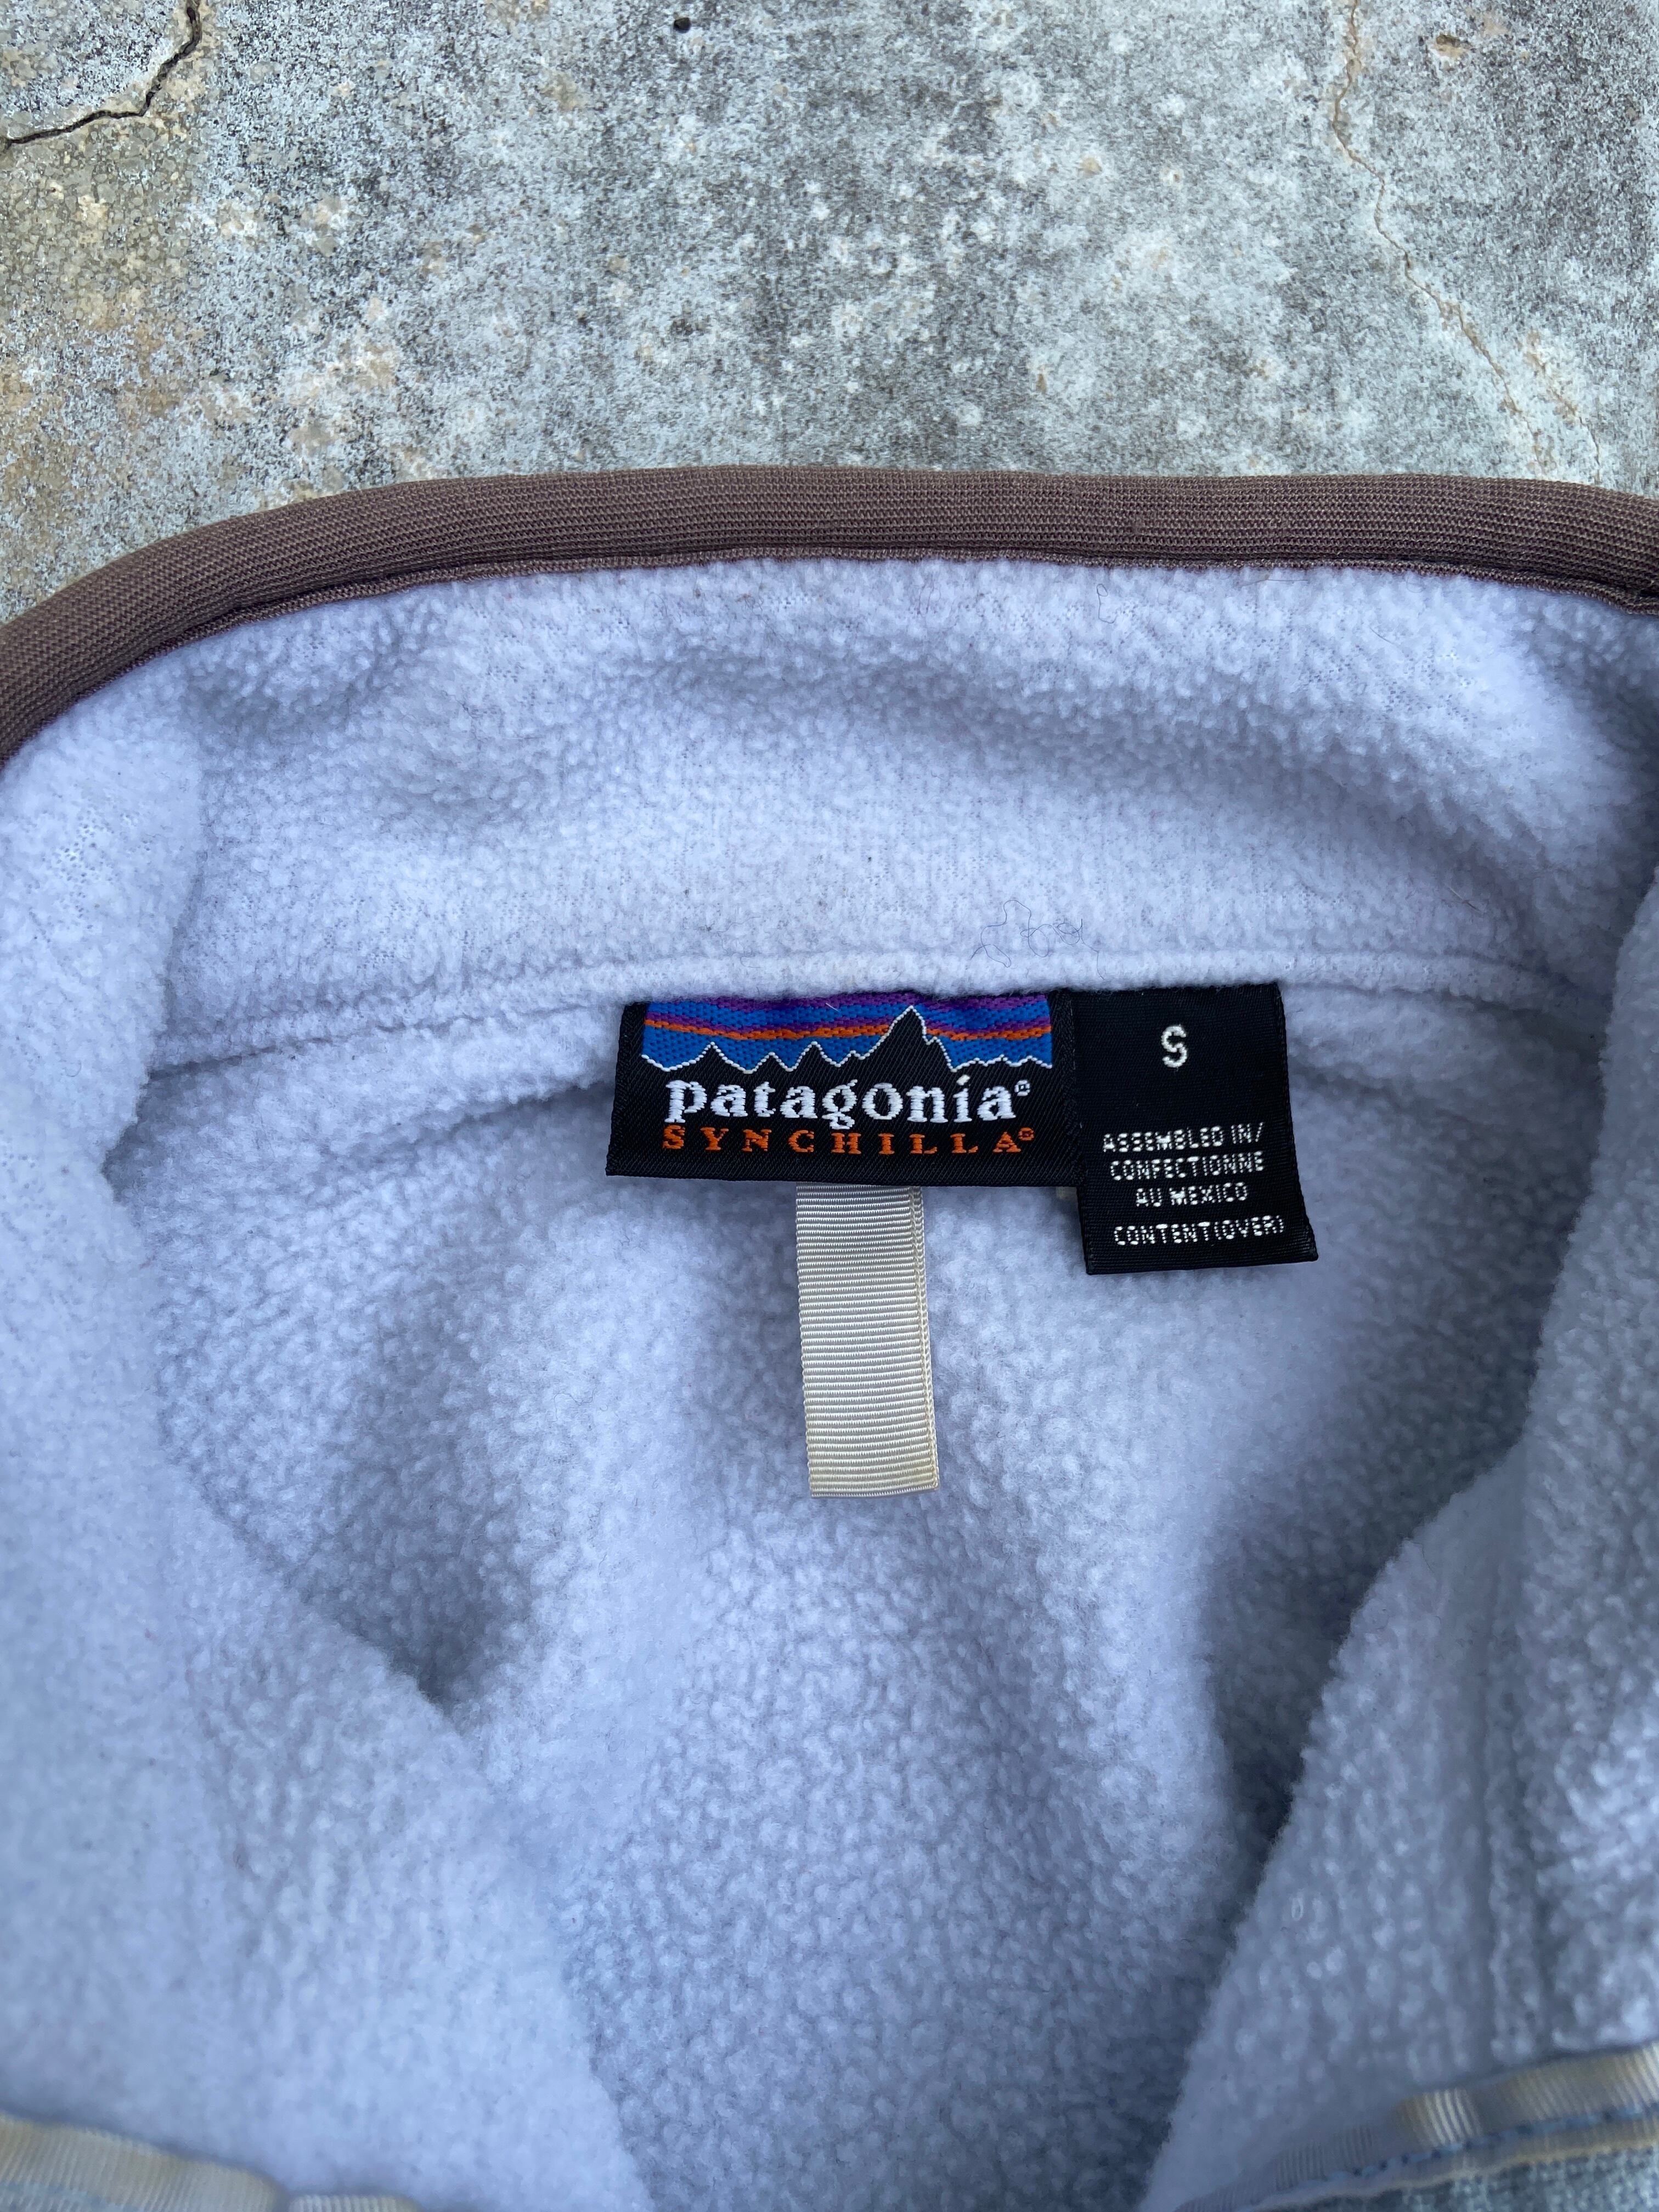 patagonia®
SYNCHILLA®
S
ASSEMBLED IN/
CONFECTIONNE
AU MEXICO
CONTENT(OVER)